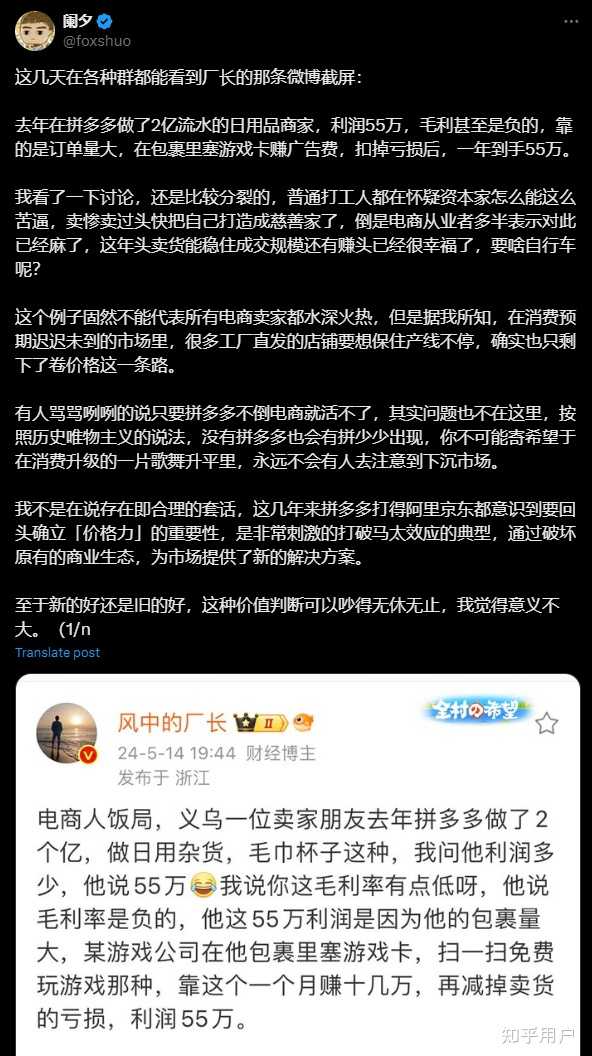 阑夕
@foxshuo
这几天在各种群都能看到厂长的那条微博截屏：
去年在拼多多做了2亿流水的日用品商家，利润55万，毛利甚至是负的，靠
的是订单量大，在包裹里塞游戏卡赚广告费，扣掉亏损后，一年到手55万。
我看了一下讨论，还是比较分裂的，普通打工人都在怀疑资本家怎么能这么
苦逼，卖惨卖过头快把自己打造成慈善家了，倒是电商从业者多半表示对此
已经麻了，这年头卖货能稳住成交规模还有赚头已经很幸福了，要啥自行车
呢？
这个例子固然不能代表所有电商卖家都水深火热，但是据我所知，在消费预
期迟迟未到的市场里，很多工厂直发的店铺要想保住产线不停，确实也只剩
下了卷价格这一条路。
有人骂骂咧咧的说只要拼多多不倒电商就活不了，其实问题也不在这里，按
照历史唯物主义的说法，没有拼多多也会有拼少少出现，你不可能寄希望于
在消费升级的一片歌舞升平里，永远不会有人去注意到下沉市场。
我不是在说存在即合理的套话，这几年来拼多多打得阿里京东都意识到要回
头确立「价格力」的重要性，是非常刺激的打破马太效应的典型，通过破坏
原有的商业生态，为市场提供了新的解决方案。
至于新的好还是旧的好，这种价值判断可以吵得无休无止，我觉得意义不
大。（1/n
Translate post
风中的厂长 II
全村の希望
24-5-14 19:44 财经博主
发布于 浙江
电商人饭局，义乌一位卖家朋友去年拼多多做了2
个亿，做日用杂货，毛巾杯子这种，我问他利润多
少，他说55万😂我说你这毛利率有点低呀，他说
毛利率是负的，他这55万利润是因为他的包裹量
大，某游戏公司在他包裹里塞游戏卡，扫一扫免费
玩游戏那种，靠这个一个月赚十几万，再减掉卖货
的亏损，利润55万。
知乎用户